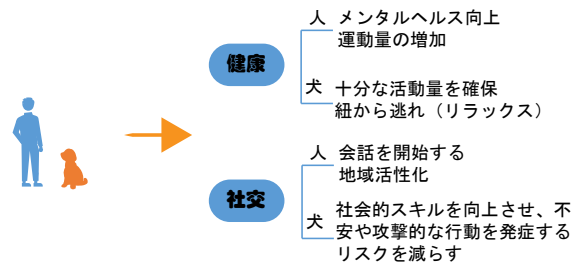 人 メンタルヘルス向上
運動量の増加
健康
犬 十分な活動量を確保
紐から逃れ（リラックス）
人 会話を開始する
地域活性化
社交
犬 社会的スキルを向上させ、不
安や攻撃的な行動を発症する
リスクを減らす